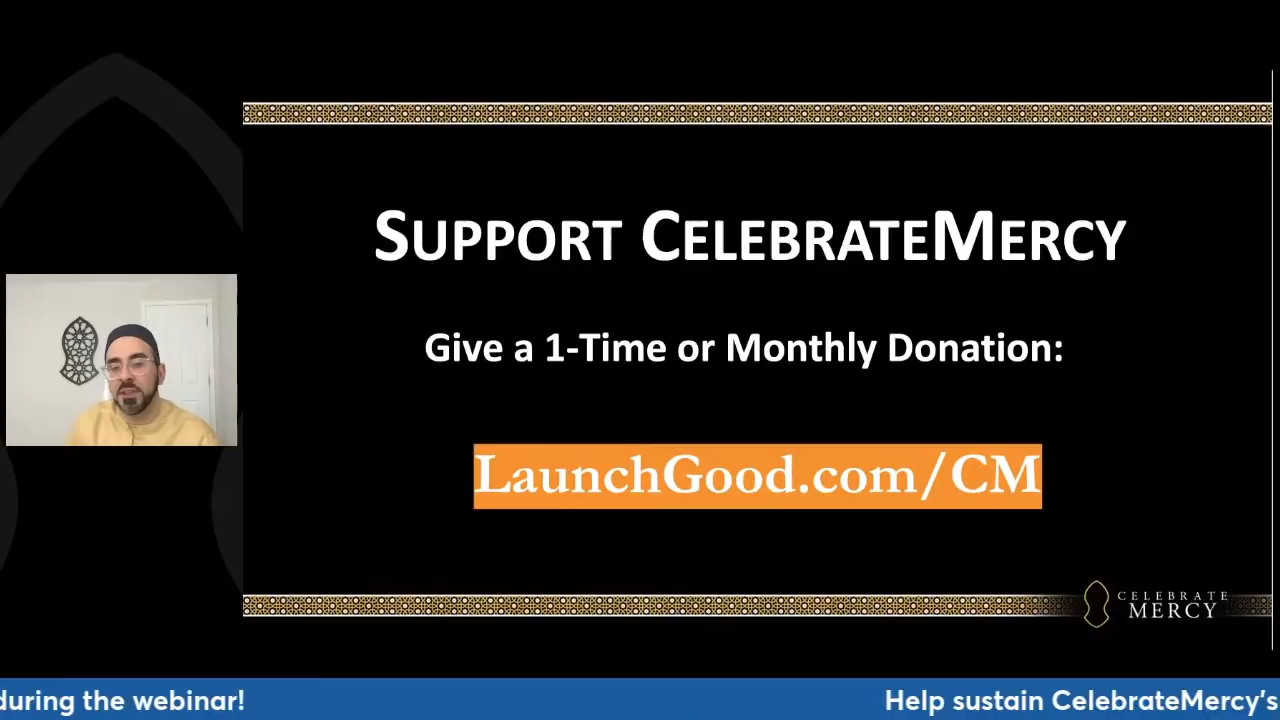 SUPPORT CELEBRATEMERCY
Give a 1-Time or Monthly Donation:
LaunchGood.com/CM
CELEBRATE
MERCY
during the webinar!
Help sustain CelebrateMercy's